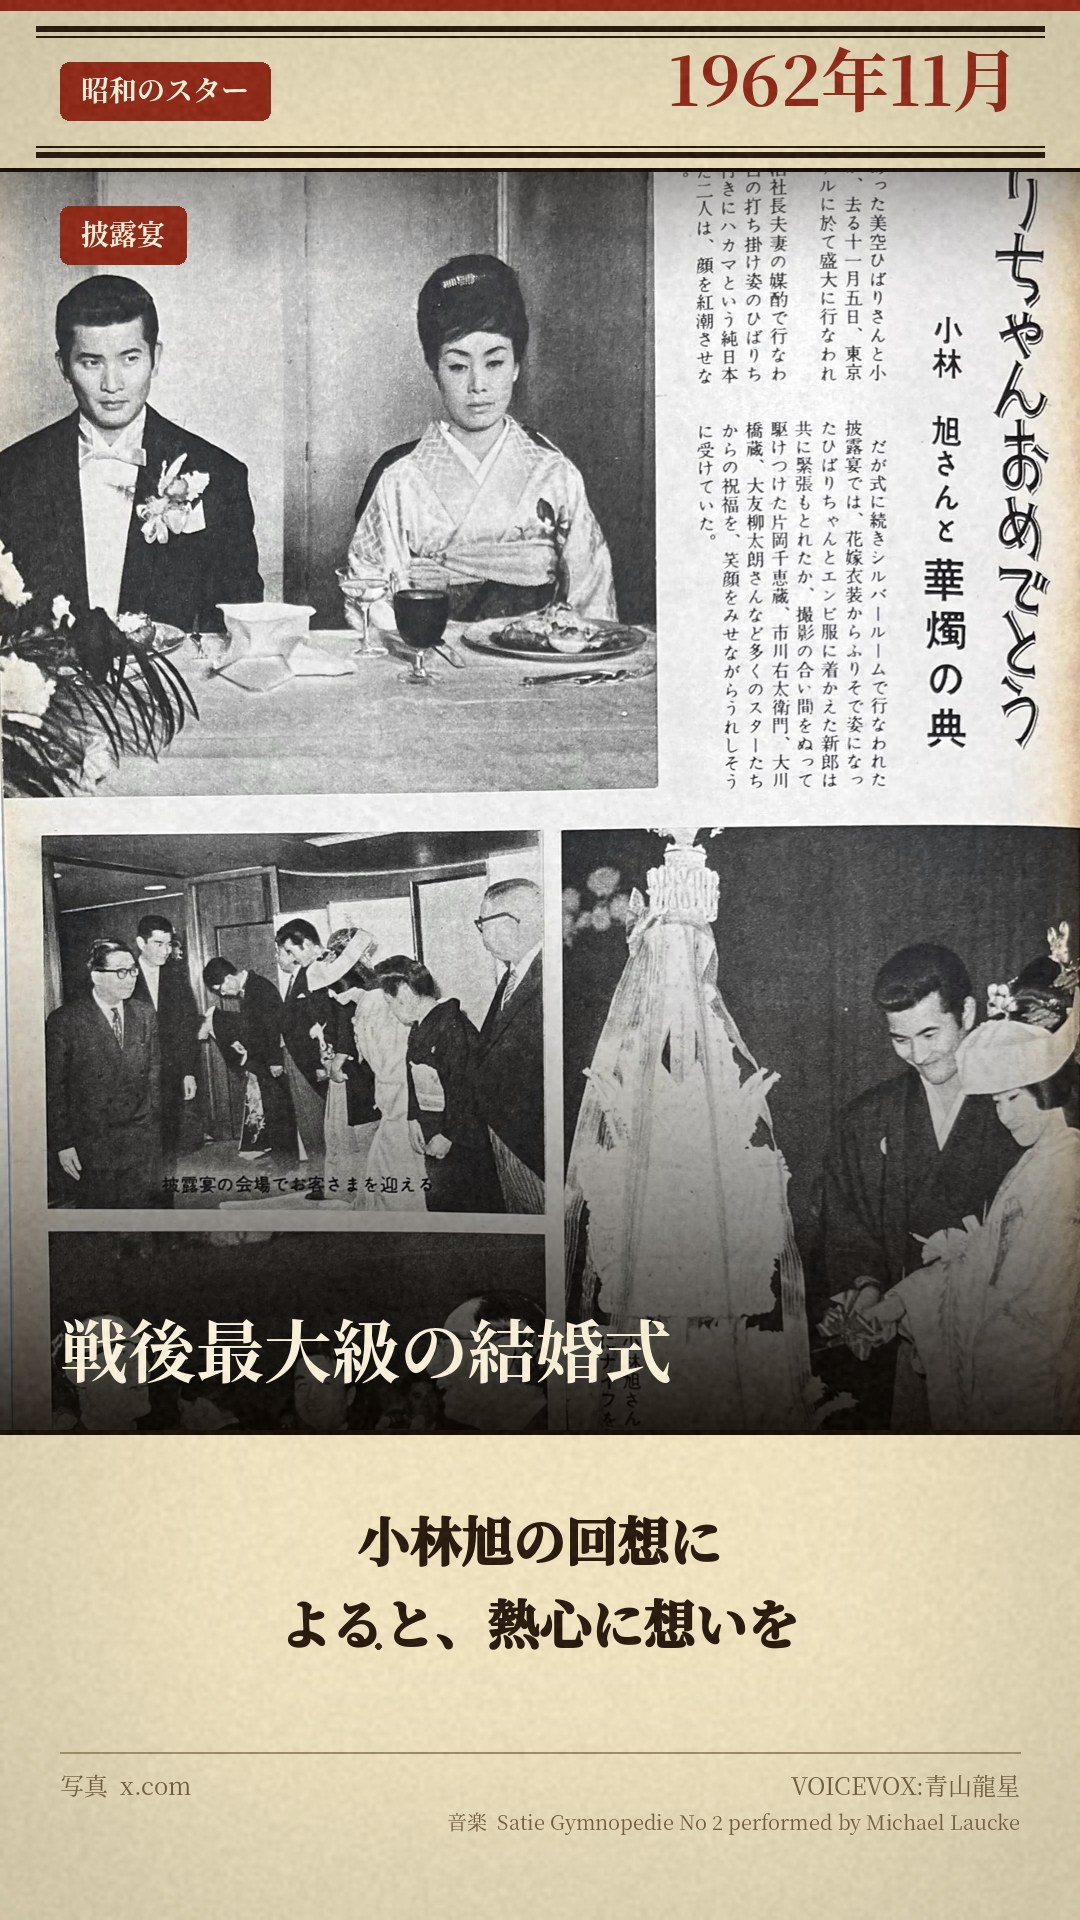 昭和のスター
1962年11月
披露宴
りちゃんおめでとう
小林 旭さんと華燭の典
った美空ひばりさんと小
、去る十一月五日、東京
ルに於て盛大に行なわれ
社長夫妻の媒酌で行なわ
の打ち掛け姿のひばりち
行きにハカマという純日本
た二人は、顔を紅潮させな
だが式に続きシルバールームで行なわれた
披露宴では、花嫁衣装からふりそで姿になっ
たひばりちゃんとエンビ服に着かえた新郎は
共に緊張もとれたか、撮影の合い間をぬって
駆けつけた片岡千恵蔵、市川右太衛門、大川
橋蔵、大友柳太朗さんなど多くのスターたち
からの祝福を、笑顔をみせながらうれしそう
に受けていた。
披露宴の会場でお客さまを迎える
小林旭さん
にナイフを
戦後最大級の結婚式
小林旭の回想に
よると、熱心に想いを
写真 x.com
VOICEVOX:青山龍星
音楽 Satie Gymnopedie No 2 performed by Michael Laucke